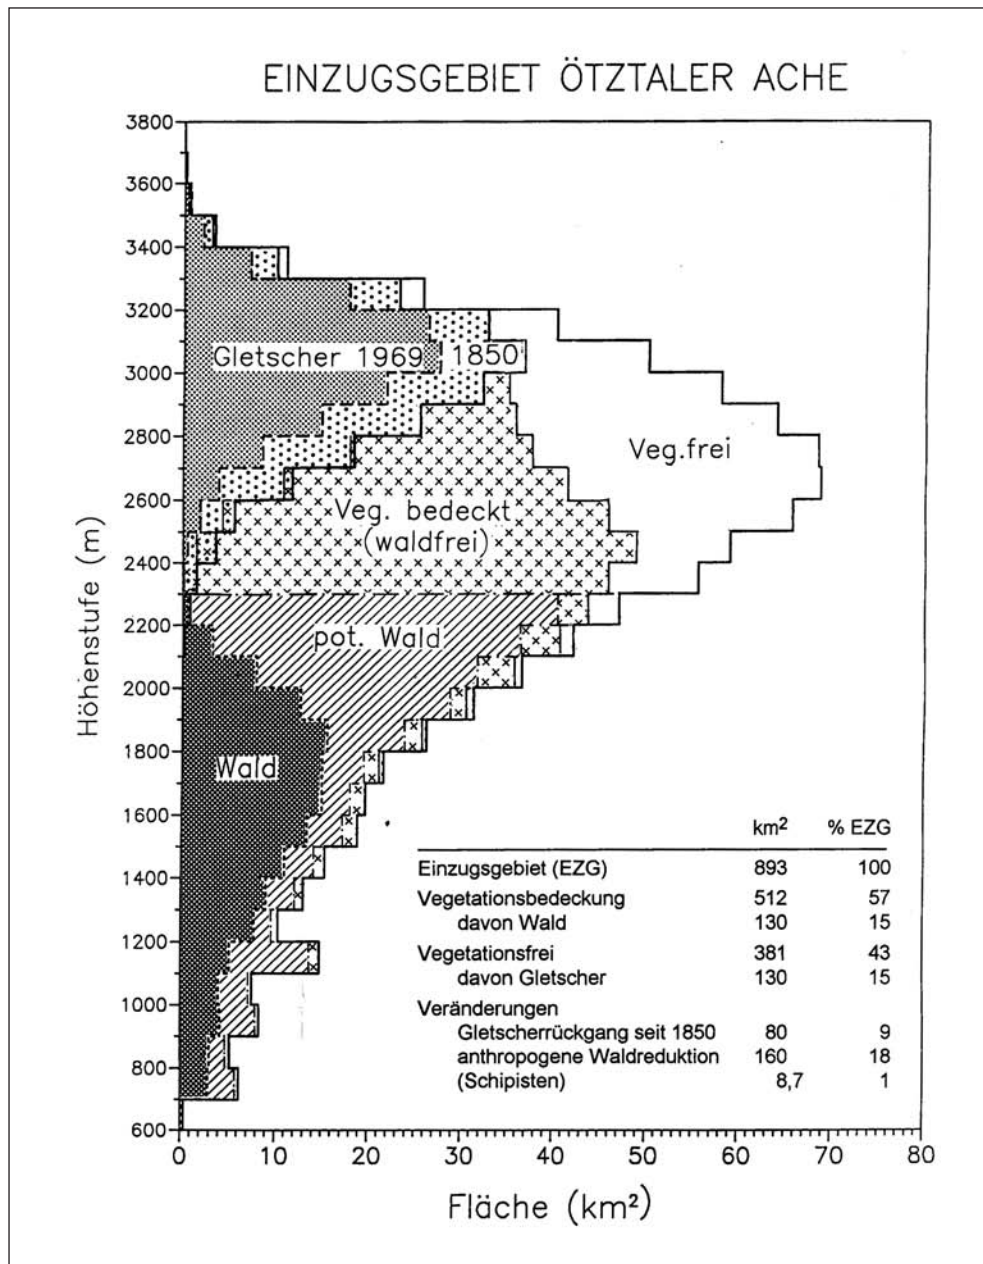 EINZUGSGEBIET ÖTZTALER ACHE
3800
3600
3400
3200
3000
2800
2600
2400
2200
2000
1800
1600
1400
1200
1000
800
600
Höhenstufe (m)
Gletscher 1969 1850
Veg.frei
Veg. bedeckt
(waldfrei)
pot. Wald
Wald
km² % EZG
Einzugsgebiet (EZG) 893 100
Vegetationsbedeckung 512 57
davon Wald 130 15
Vegetationsfrei 381 43
davon Gletscher 130 15
Veränderungen
Gletscherrückgang seit 1850 80 9
anthropogene Waldreduktion 160 18
(Schipisten) 8,7 1
0 10 20 30 40 50 60 70 80
Fläche (km²)